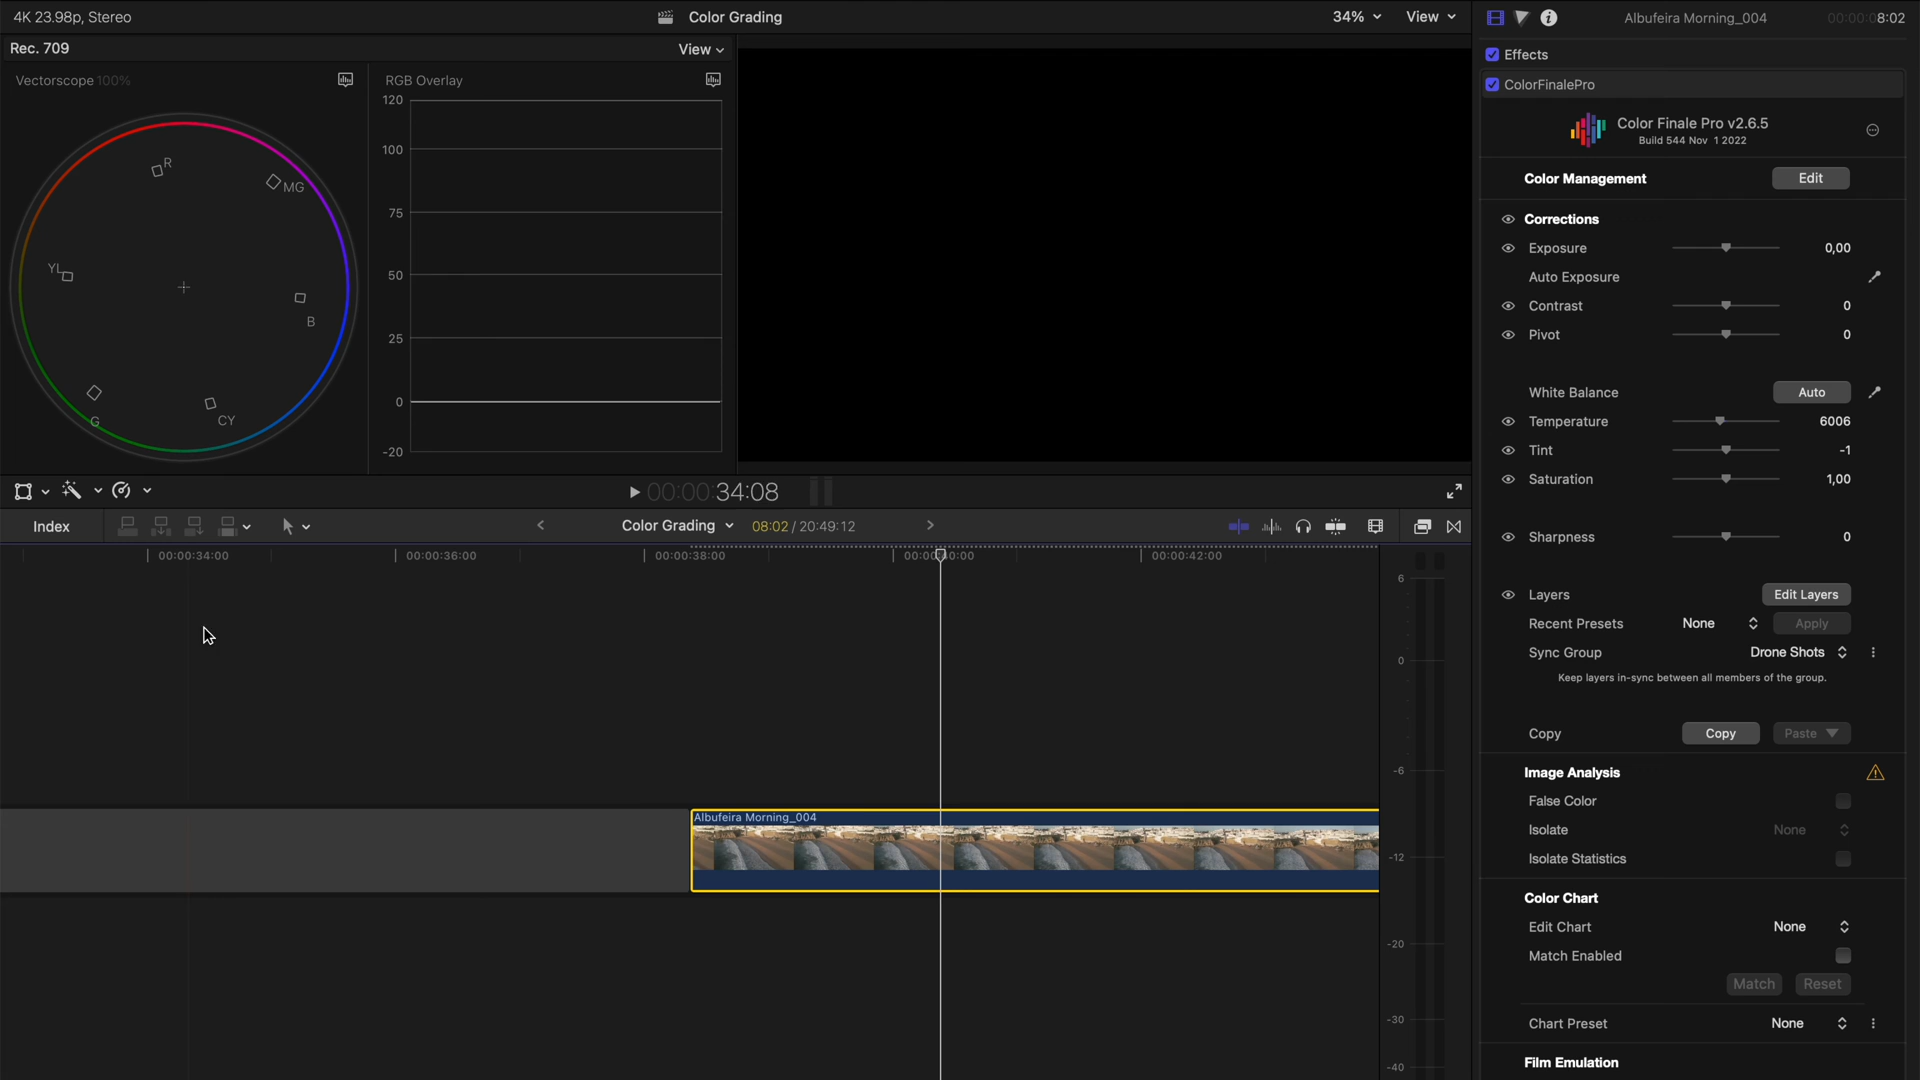 4K 23.98p, Stereo
Color Grading
34%
View
Albufeira Morning_004
00:00:08:02
Rec. 709
View
Vectorscope 100%
RGB Overlay
120
100
75
50
25
0
-20
R
MG
YL
B
G
CY
Effects
ColorFinalePro
Color Finale Pro v2.6.5
Build 544 Nov 1 2022
Color Management
Edit
Corrections
Exposure
0,00
Auto Exposure
Contrast
0
Pivot
0
White Balance
Auto
Temperature
6006
Tint
-1
Saturation
1,00
Sharpness
0
Layers
Edit Layers
Recent Presets
None
Apply
Sync Group
Drone Shots
Keep layers in-sync between all members of the group.
Copy
Copy
Paste
Image Analysis
False Color
Isolate
None
Isolate Statistics
Color Chart
Edit Chart
None
Match Enabled
Match
Reset
Chart Preset
None
Film Emulation
00:00:34:08
Index
Color Grading
08:02 / 20:49:12
00:00:34:00
00:00:36:00
00:00:38:00
00:00:40:00
00:00:42:00
6
0
-6
-12
-20
-30
-40
Albufeira Morning_004